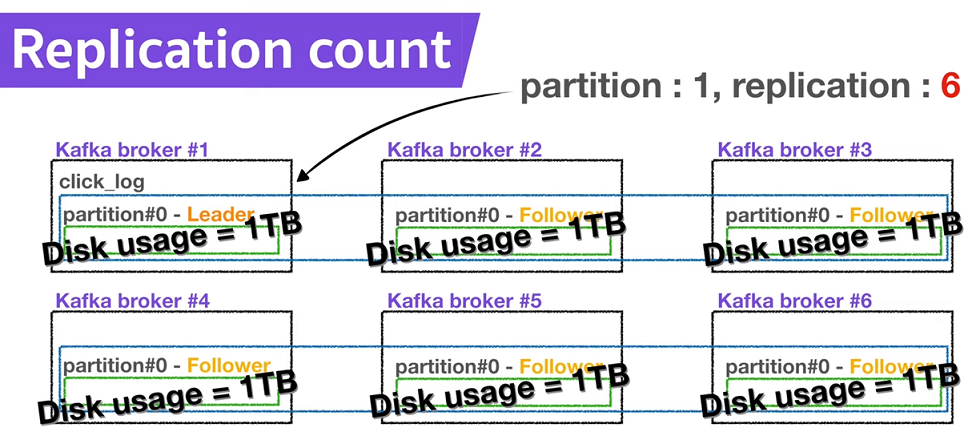 Replication count
partition : 1, replication : 6
Kafka broker #1
click_log
partition#0 - Leader
Disk usage = 1TB
Kafka broker #2
partition#0 - Follower
Disk usage = 1TB
Kafka broker #3
partition#0 - Follower
Disk usage = 1TB
Kafka broker #4
partition#0 - Follower
Disk usage = 1TB
Kafka broker #5
partition#0 - Follower
Disk usage = 1TB
Kafka broker #6
partition#0 - Follower
Disk usage = 1TB